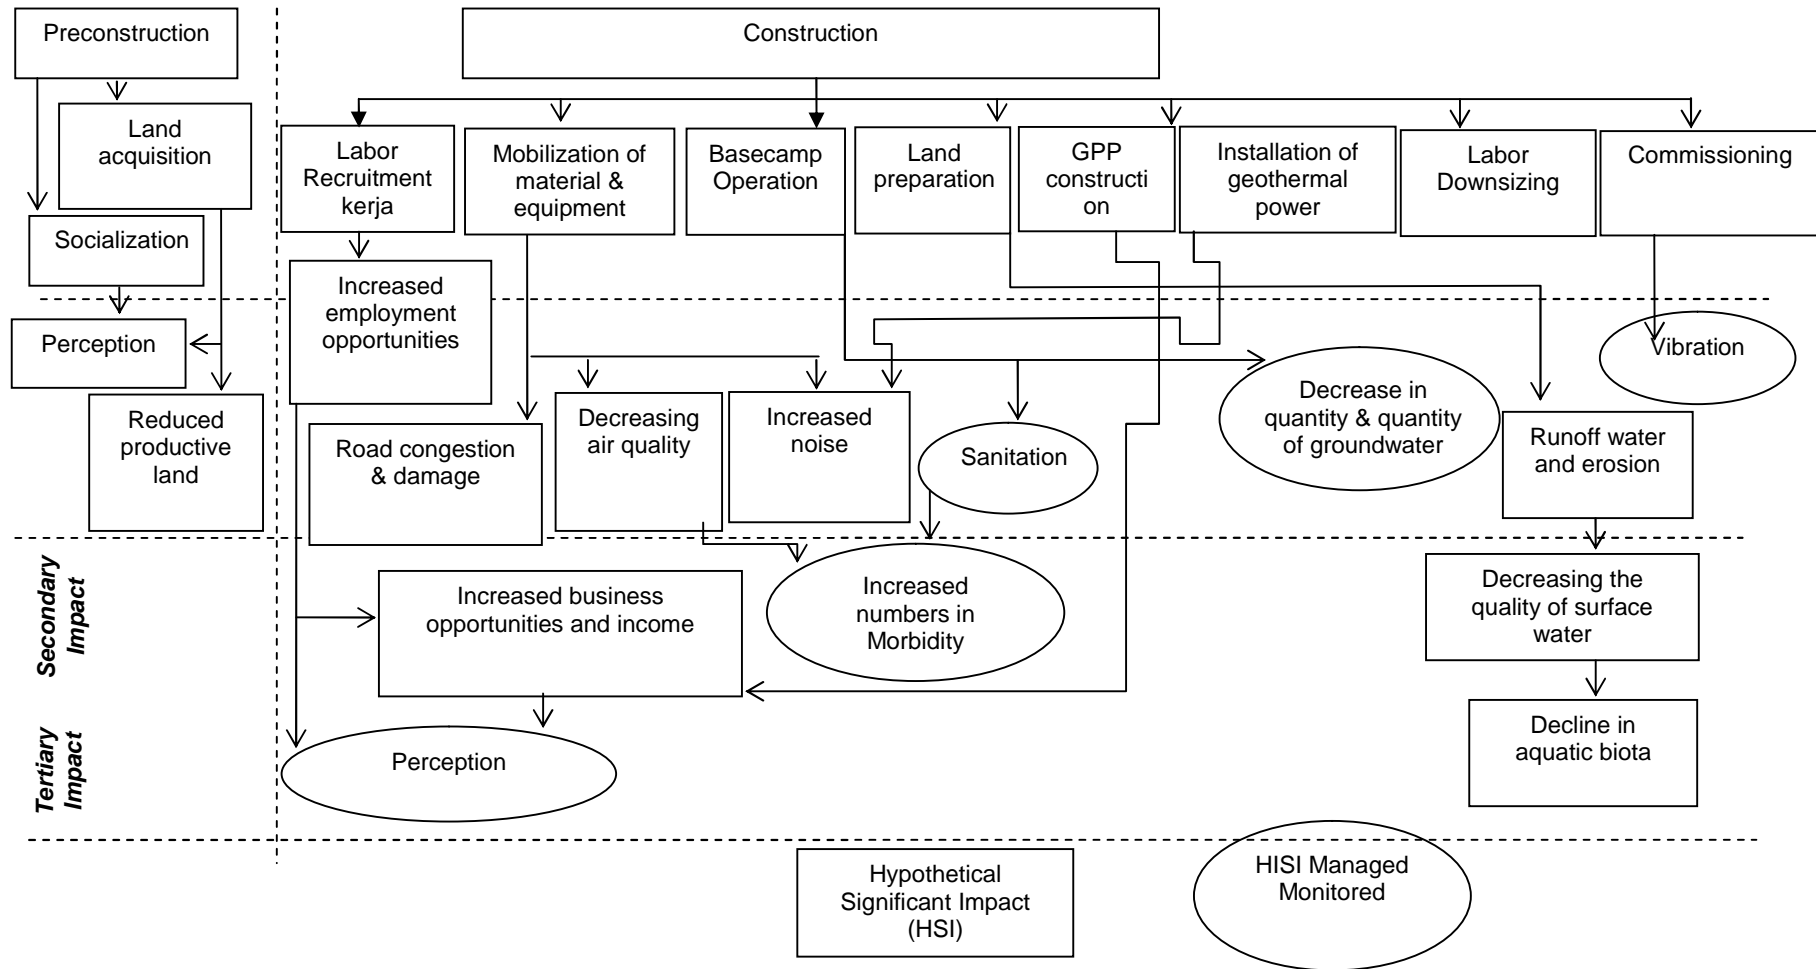 Preconstruction
Construction
Land
acquisition
Socialization
Perception
Reduced
productive
land
Labor
Recruitment
kerja
Mobilization of
material &
equipment
Basecamp
Operation
Land
preparation
GPP
constructi
on
Installation of
geothermal
power
Labor
Downsizing
Commissioning
Increased
employment
opportunities
Road congestion
& damage
Decreasing
air quality
Increased
noise
Sanitation
Decrease in
quantity & quantity
of groundwater
Vibration
Runoff water
and erosion
Secondary
Impact
Increased business
opportunities and income
Increased
numbers in
Morbidity
Decreasing the
quality of surface
water
Tertiary
Impact
Perception
Decline in
aquatic biota
Hypothetical
Significant Impact
(HSI)
HISI Managed
Monitored